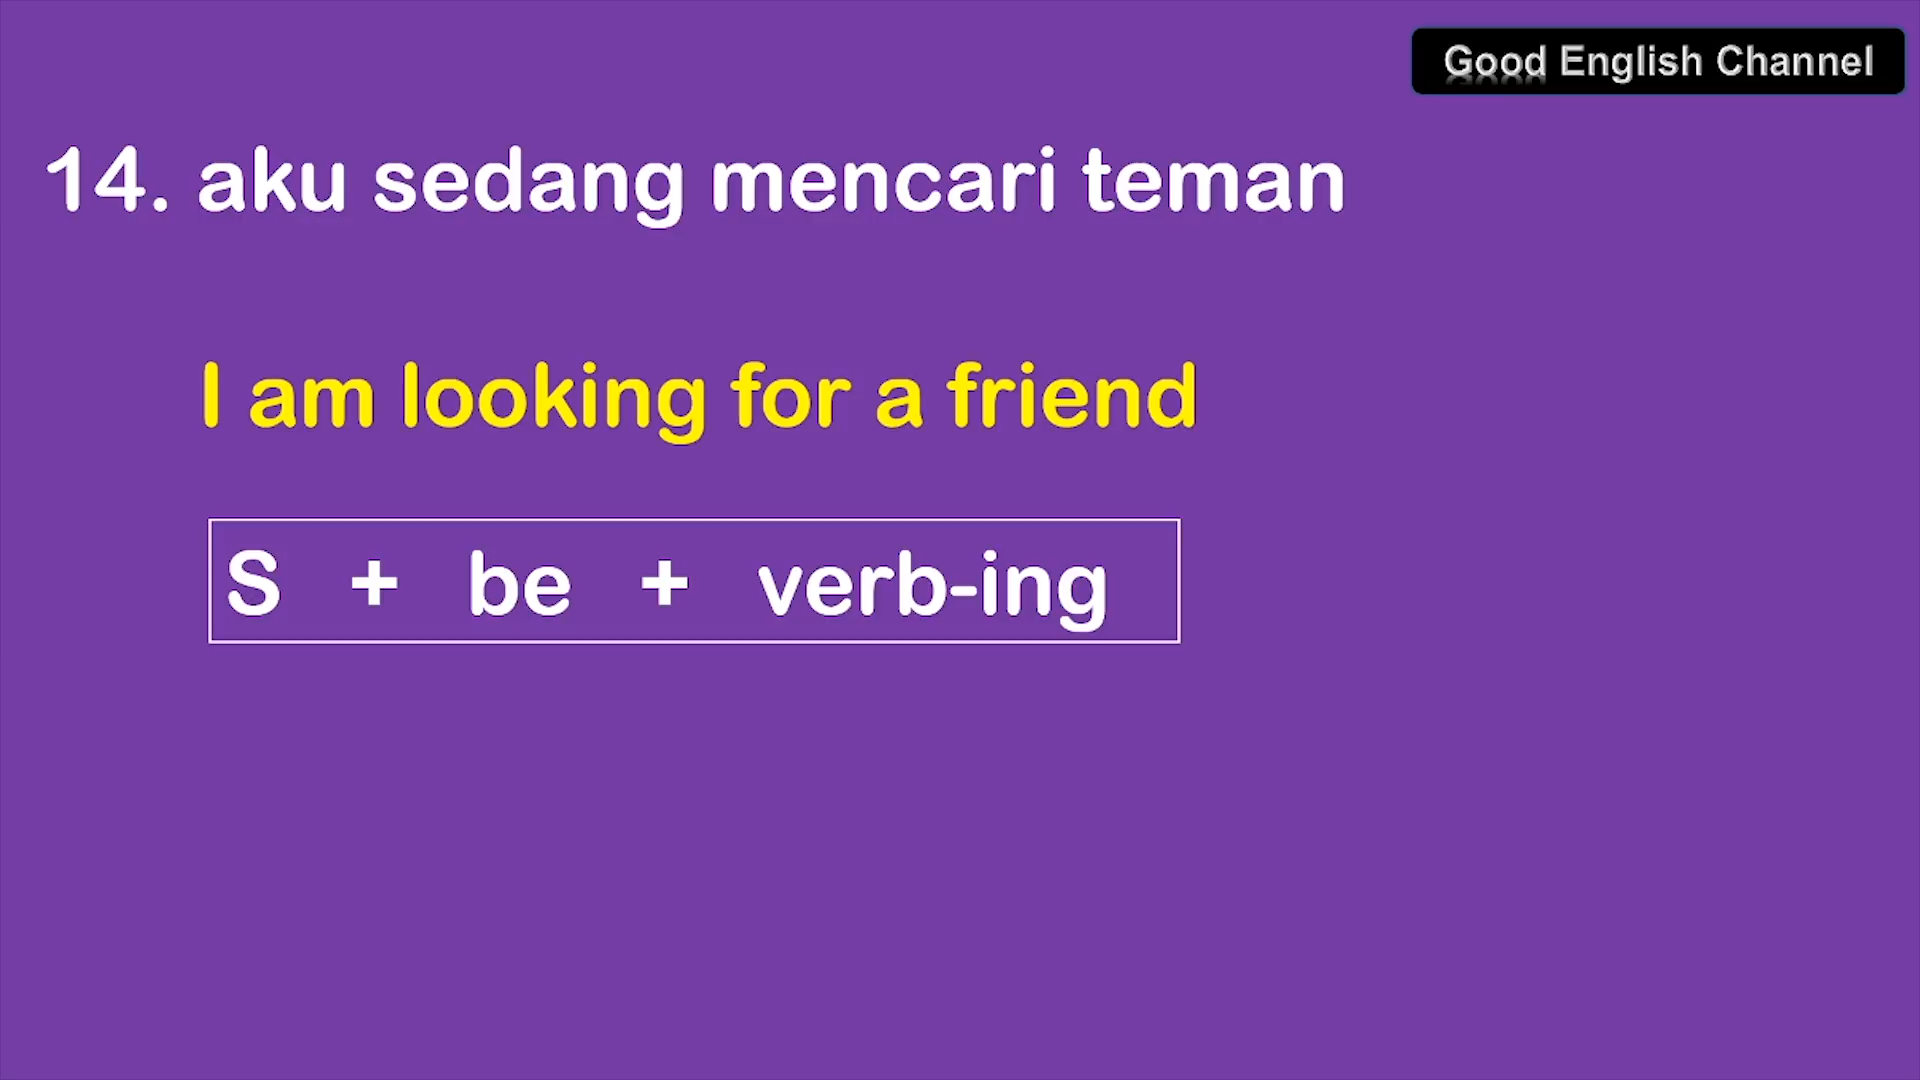 Good English Channel
14. aku sedang mencari teman
I am looking for a friend
S + be + verb-ing